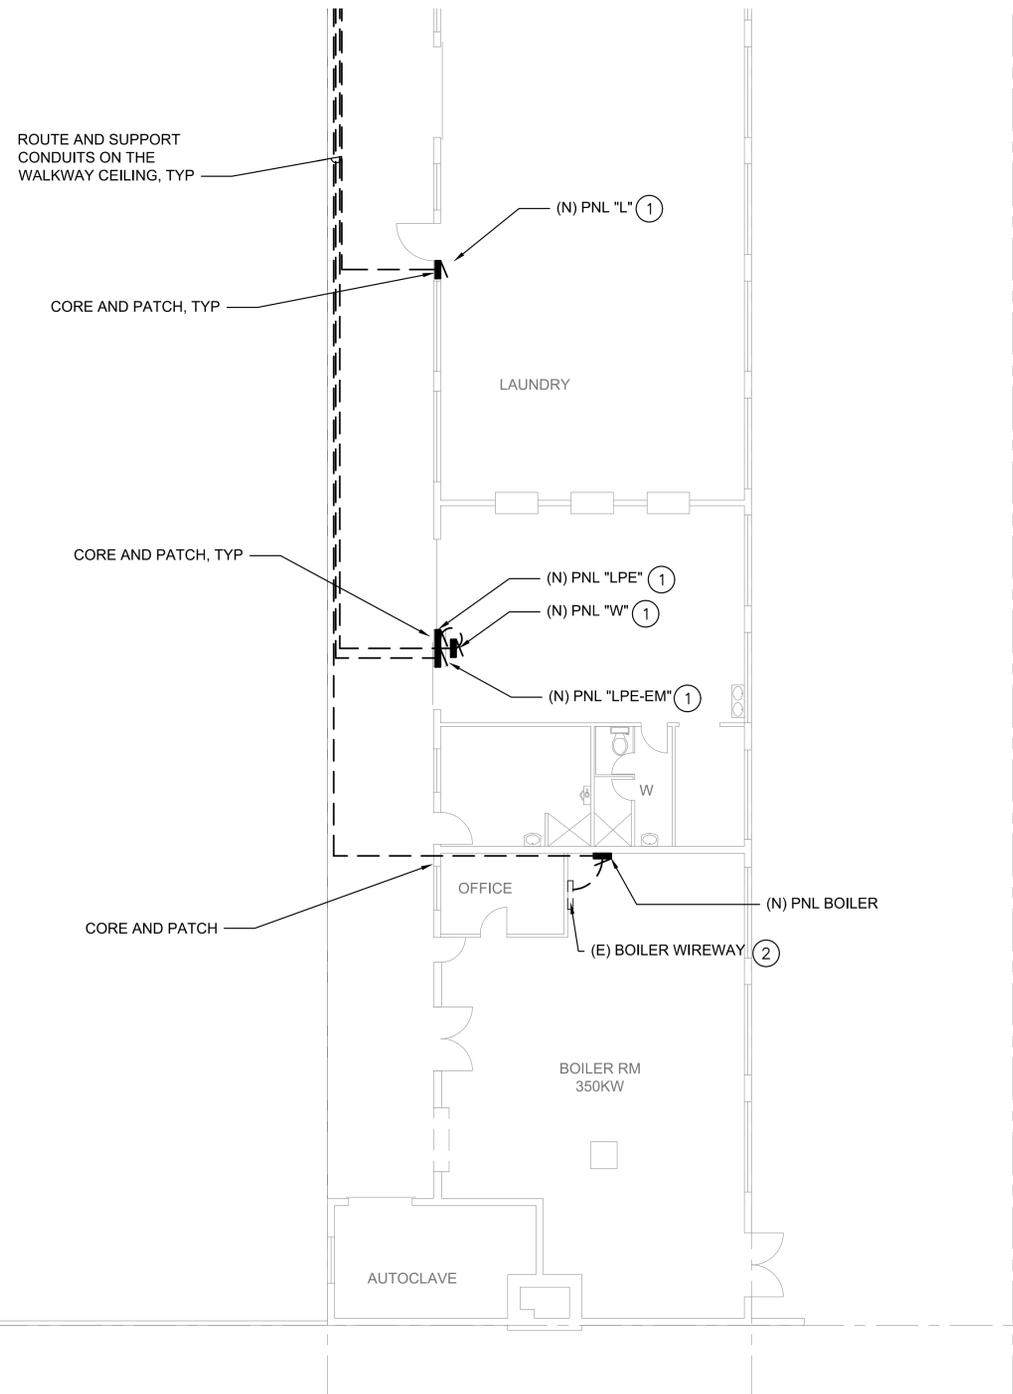 ROUTE AND SUPPORT
CONDUITS ON THE
WALKWAY CEILING, TYP
(N) PNL "L" 1
CORE AND PATCH, TYP
LAUNDRY
CORE AND PATCH, TYP
(N) PNL "LPE" 1
(N) PNL "W" 1
(N) PNL "LPE-EM" 1
W
OFFICE
(N) PNL BOILER
CORE AND PATCH
(E) BOILER WIREWAY 2
BOILER RM
350KW
AUTOCLAVE